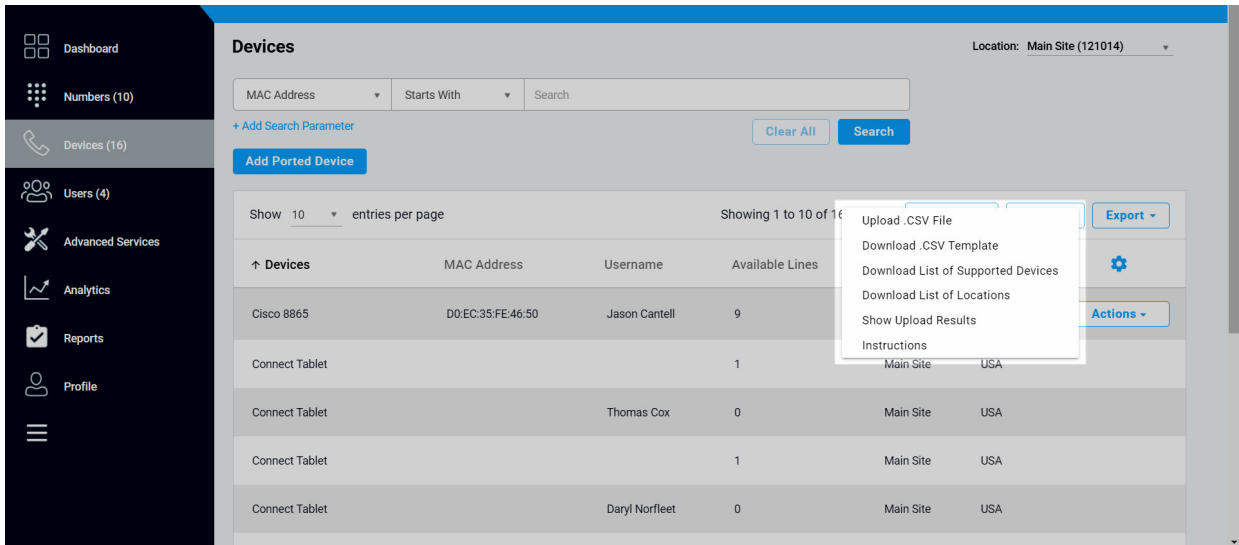 Dashboard
Numbers (10)
Devices (16)
Users (4)
Advanced Services
Analytics
Reports
Profile
Devices
Location: Main Site (121014)
MAC Address Starts With Search
+ Add Search Parameter
Clear All Search
Add Ported Device
Show 10 entries per page
Showing 1 to 10 of 16
Export
Upload .CSV File
Download .CSV Template
Download List of Supported Devices
Download List of Locations
Show Upload Results
Instructions
↑ Devices MAC Address Username Available Lines
Cisco 8865 D0:EC:35:FE:46:50 Jason Cantell 9 Actions
Connect Tablet 1 Main Site USA
Connect Tablet Thomas Cox 0 Main Site USA
Connect Tablet 1 Main Site USA
Connect Tablet Daryl Norfleet 0 Main Site USA